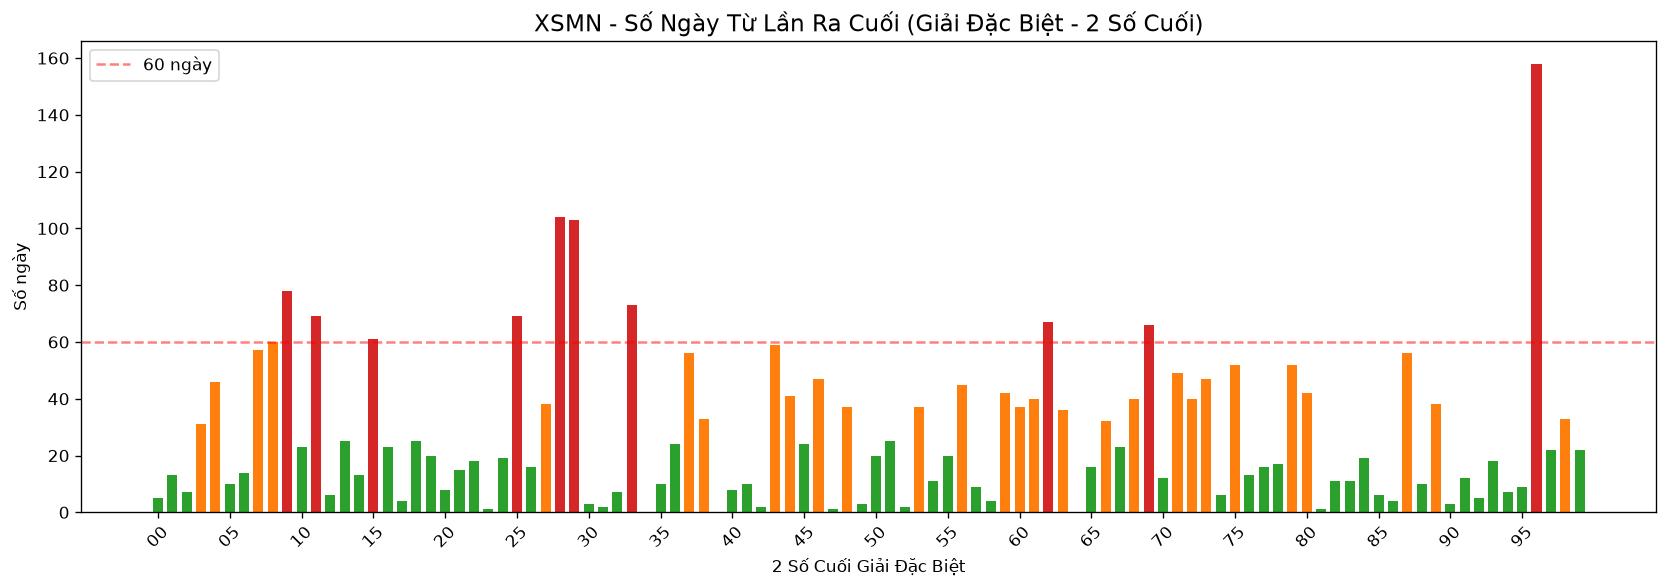 XSMN - Số Ngày Từ Lần Ra Cuối (Giải Đặc Biệt - 2 Số Cuối)
60 ngày
Số ngày
160
140
120
100
80
60
40
20
0
00 05 10 15 20 25 30 35 40 45 50 55 60 65 70 75 80 85 90 95
2 Số Cuối Giải Đặc Biệt